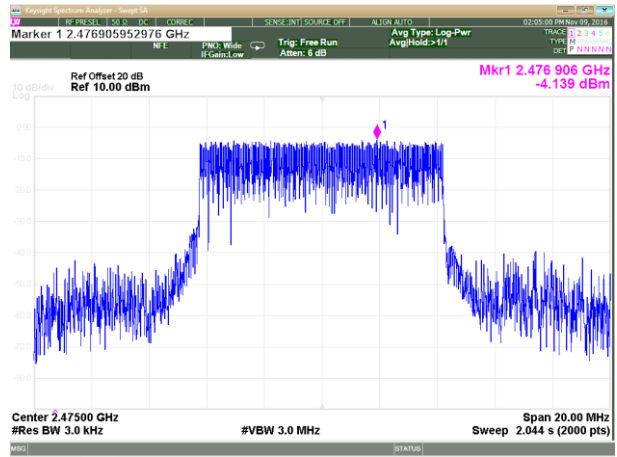 Keysight Spectrum Analyzer - Swept SA
RF PRESEL 50 Ω DC CORREC SENSE:INT SOURCE OFF ALIGN AUTO 02:05:08 PM Nov 09, 2016
Marker 1 2.476905952976 GHz
NFE PNO: Wide IFGain:Low
Trig: Free Run
Atten: 6 dB
Avg Type: Log-Pwr
Avg|Hold:>1/1
TRACE 1 2 3 4 5 6
TYPE M
DET P N N N N N
Ref Offset 20 dB
10 dB/div Ref 10.00 dBm
Log
Mkr1 2.476 906 GHz
-4.139 dBm
1
0.00
-10.0
-20.0
-30.0
-40.0
-50.0
-60.0
-70.0
-80.0
Center 2.47500 GHz Span 20.00 MHz
#Res BW 3.0 kHz #VBW 3.0 MHz Sweep 2.044 s (2000 pts)
MSG STATUS